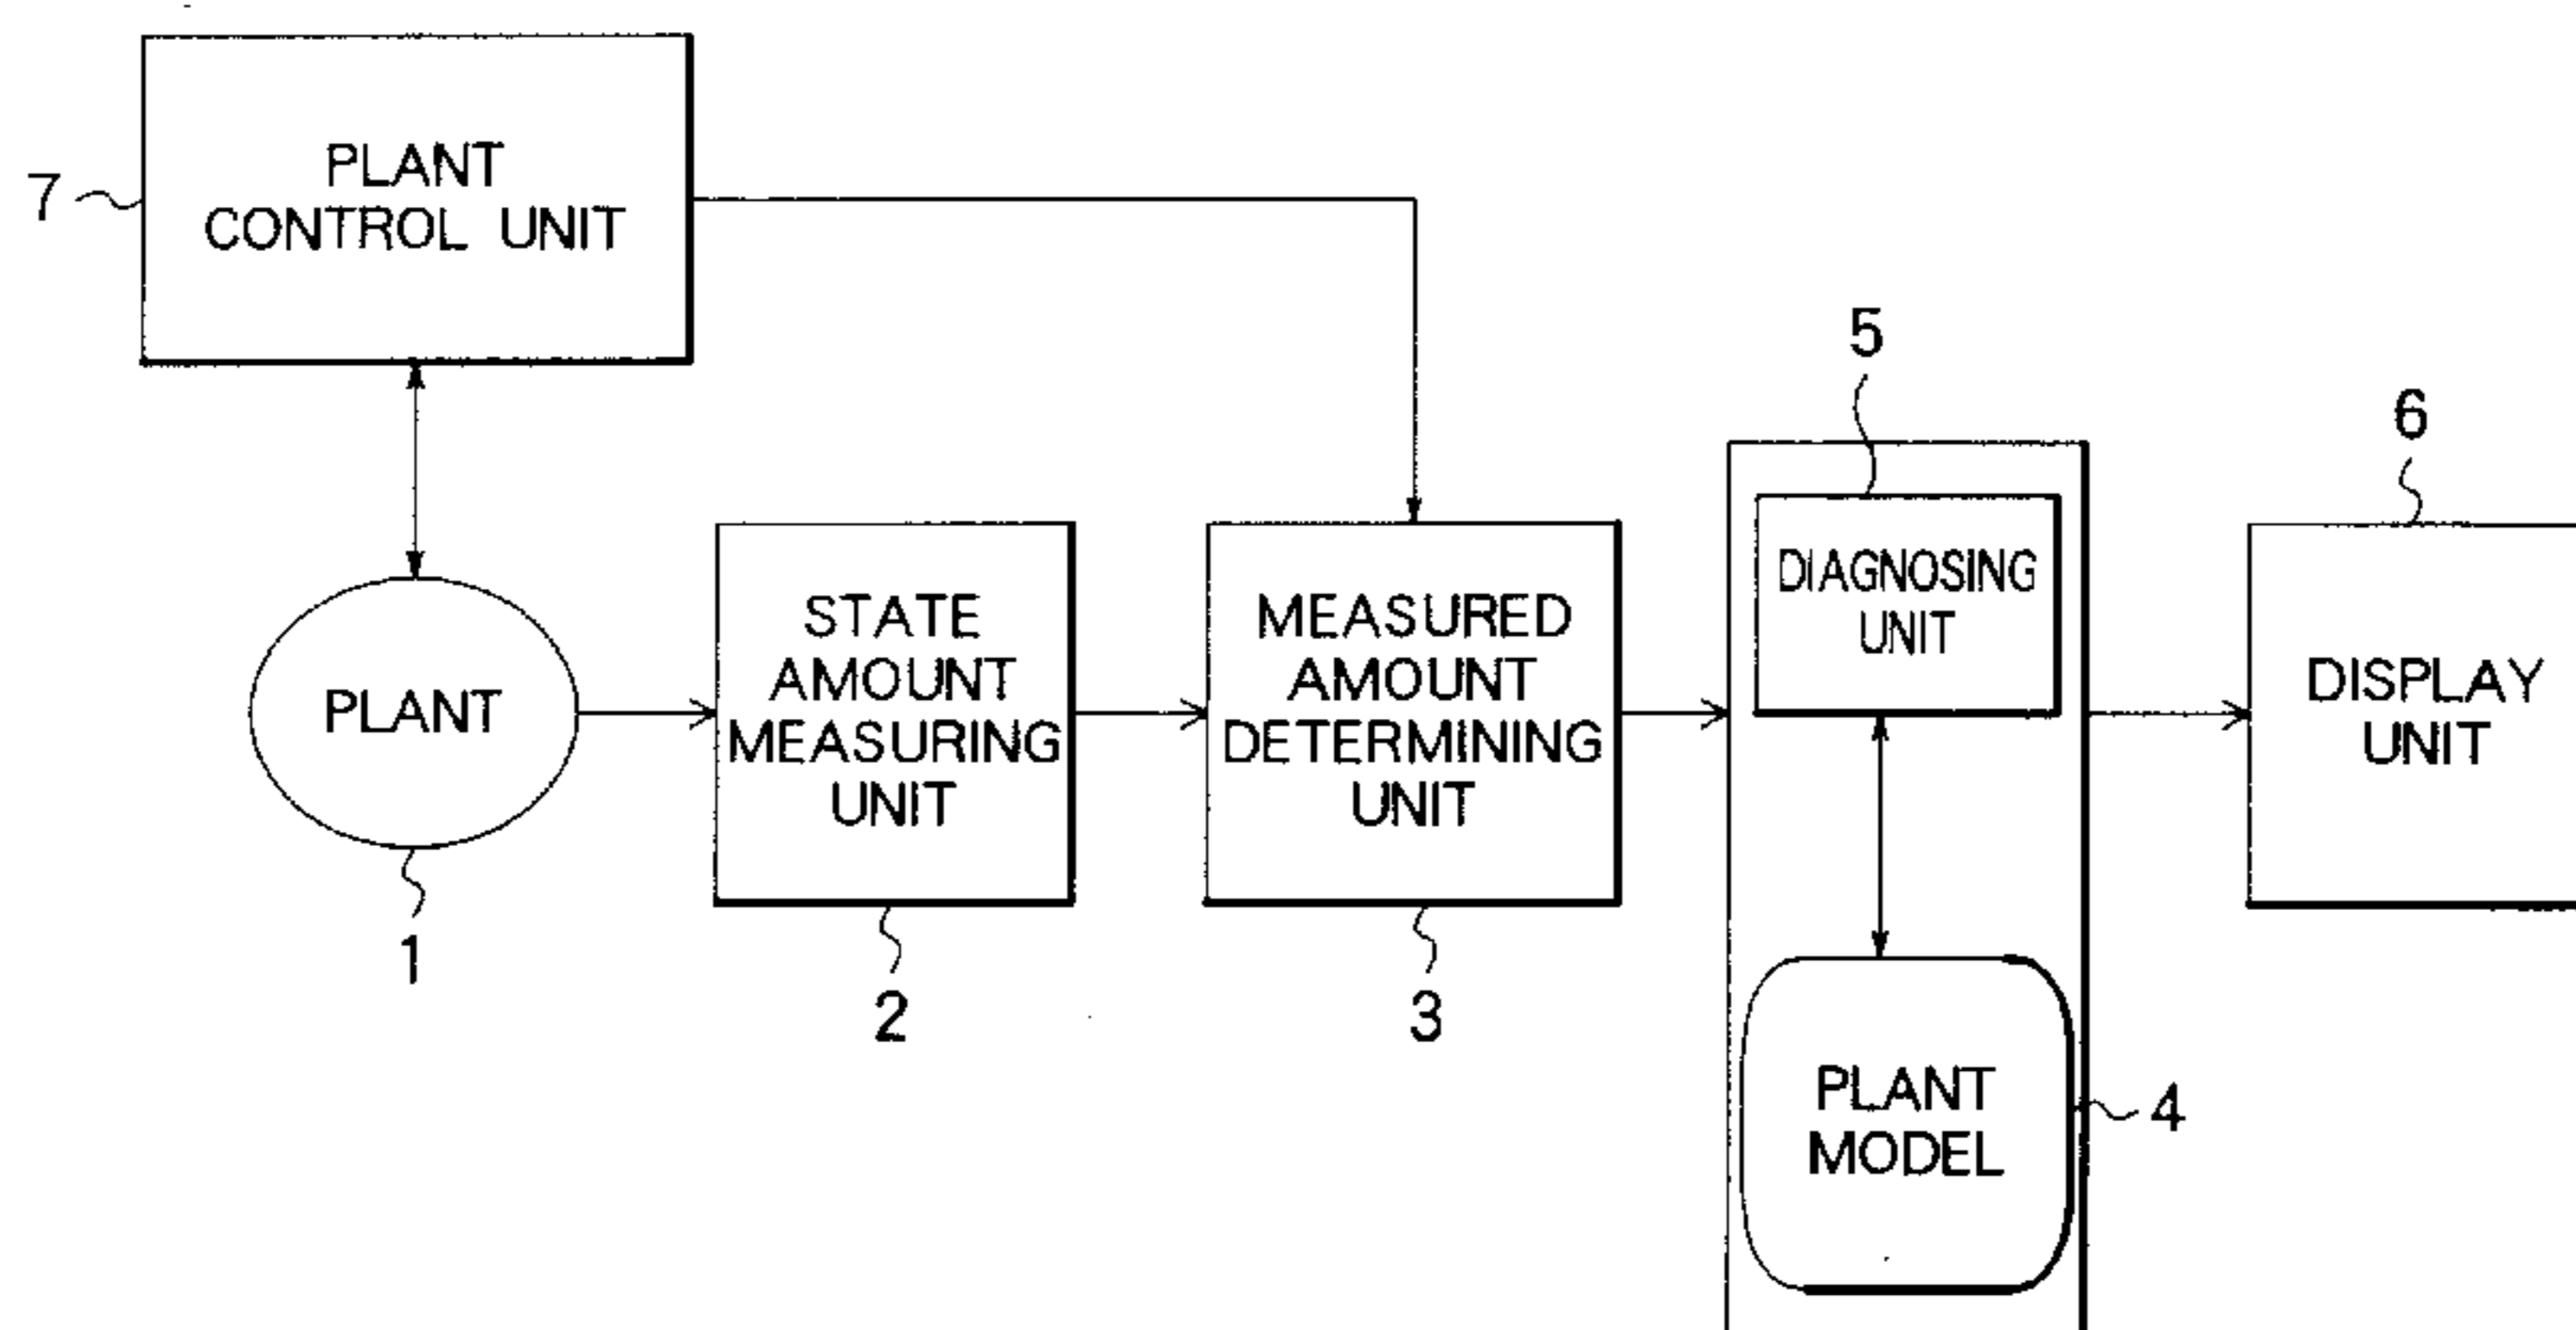 PLANT
CONTROL UNIT
7
5
6
PLANT
STATE
AMOUNT
MEASURING
UNIT
MEASURED
AMOUNT
DETERMINING
UNIT
DIAGNOSING
UNIT
DISPLAY
UNIT
1
2
3
PLANT
MODEL
4